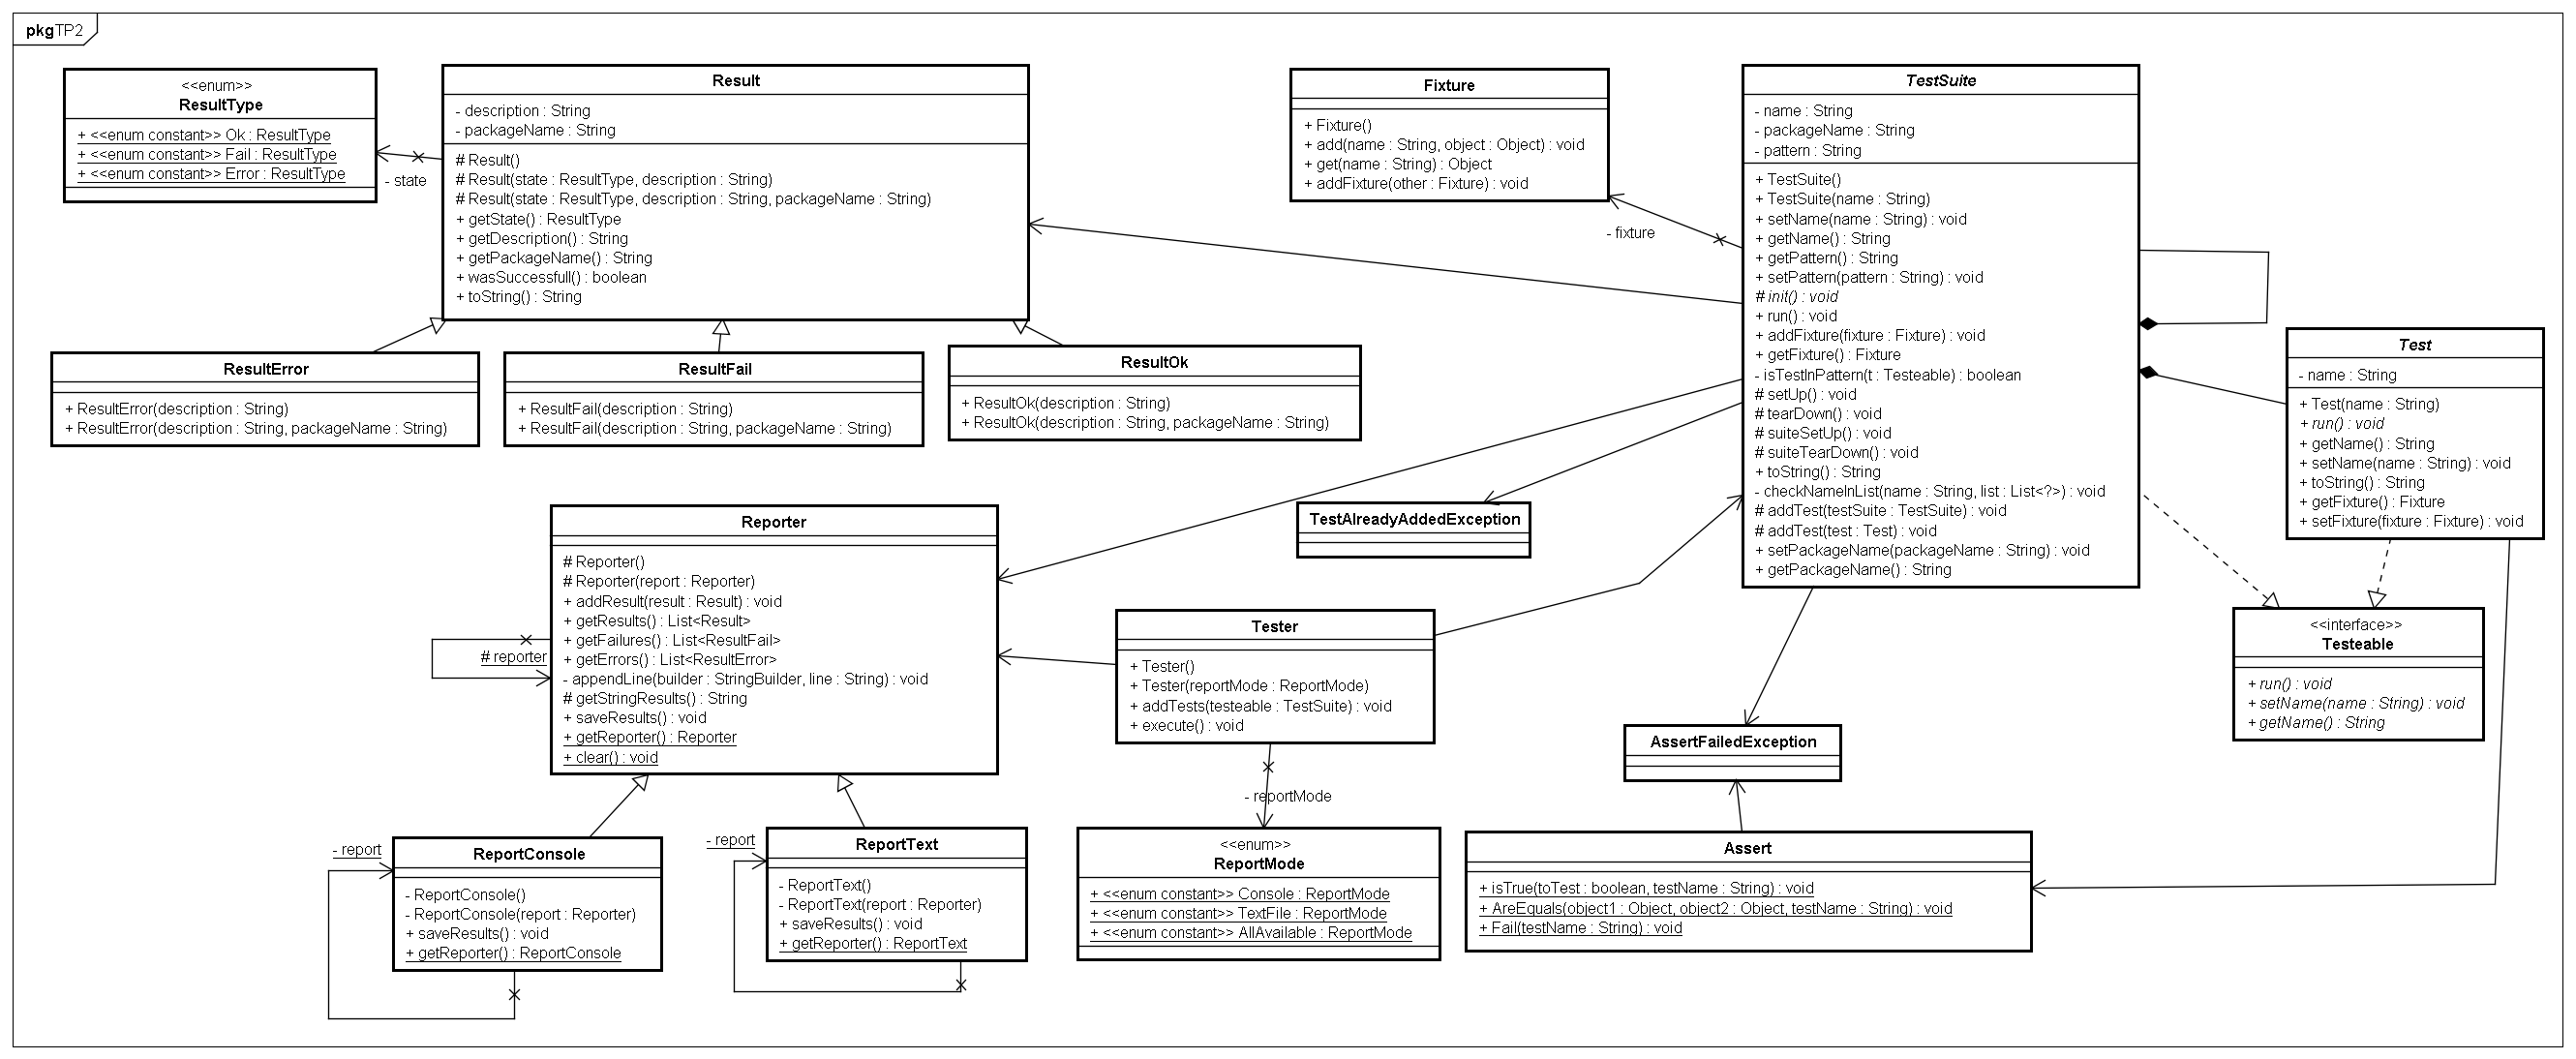 pkgTP2
<<enum>>
ResultType
+ <<enum constant>> Ok : ResultType
+ <<enum constant>> Fail : ResultType
+ <<enum constant>> Error : ResultType
- state
Result
- description : String
- packageName : String
# Result()
# Result(state : ResultType, description : String)
# Result(state : ResultType, description : String, packageName : String)
+ getState() : ResultType
+ getDescription() : String
+ getPackageName() : String
+ wasSuccessfull() : boolean
+ toString() : String
Fixture
+ Fixture()
+ add(name : String, object : Object) : void
+ get(name : String) : Object
+ addFixture(other : Fixture) : void
- fixture
TestSuite
- name : String
- packageName : String
- pattern : String
+ TestSuite()
+ TestSuite(name : String)
+ setName(name : String) : void
+ getName() : String
+ getPattern() : String
+ setPattern(pattern : String) : void
# init() : void
+ run() : void
+ addFixture(fixture : Fixture) : void
+ getFixture() : Fixture
- isTestInPattern(t : Testeable) : boolean
# setUp() : void
# tearDown() : void
# suiteSetUp() : void
# suiteTearDown() : void
+ toString() : String
- checkNameInList(name : String, list : List<?>) : void
# addTest(testSuite : TestSuite) : void
# addTest(test : Test) : void
+ setPackageName(packageName : String) : void
+ getPackageName() : String
Test
- name : String
+ Test(name : String)
+ run() : void
+ getName() : String
+ setName(name : String) : void
+ toString() : String
+ getFixture() : Fixture
+ setFixture(fixture : Fixture) : void
ResultError
+ ResultError(description : String)
+ ResultError(description : String, packageName : String)
ResultFail
+ ResultFail(description : String)
+ ResultFail(description : String, packageName : String)
ResultOk
+ ResultOk(description : String)
+ ResultOk(description : String, packageName : String)
Reporter
# Reporter()
# Reporter(report : Reporter)
+ addResult(result : Result) : void
+ getResults() : List<Result>
+ getFailures() : List<ResultFail>
+ getErrors() : List<ResultError>
- appendLine(builder : StringBuilder, line : String) : void
# getStringResults() : String
+ saveResults() : void
+ getReporter() : Reporter
+ clear() : void
# reporter
TestAlreadyAddedException
Tester
+ Tester()
+ Tester(reportMode : ReportMode)
+ addTests(testeable : TestSuite) : void
+ execute() : void
<<interface>>
Testeable
+ run() : void
+ setName(name : String) : void
+ getName() : String
AssertFailedException
- reportMode
- report
ReportConsole
- ReportConsole()
- ReportConsole(report : Reporter)
+ saveResults() : void
+ getReporter() : ReportConsole
- report
ReportText
- ReportText()
- ReportText(report : Reporter)
+ saveResults() : void
+ getReporter() : ReportText
<<enum>>
ReportMode
+ <<enum constant>> Console : ReportMode
+ <<enum constant>> TextFile : ReportMode
+ <<enum constant>> AllAvailable : ReportMode
Assert
+ isTrue(toTest : boolean, testName : String) : void
+ AreEquals(object1 : Object, object2 : Object, testName : String) : void
+ Fail(testName : String) : void